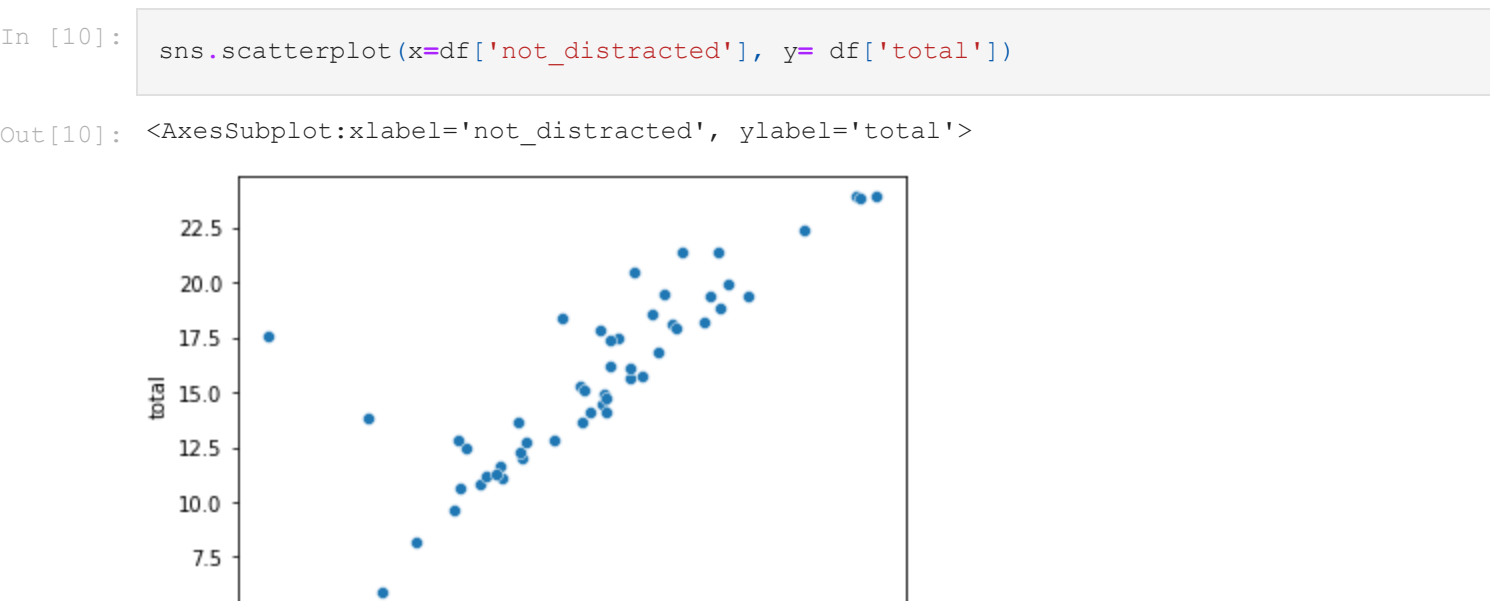 In [10]:
sns.scatterplot(x=df['not_distracted'], y= df['total'])
Out[10]: <AxesSubplot:xlabel='not_distracted', ylabel='total'>
22.5
20.0
17.5
15.0
12.5
10.0
7.5
total